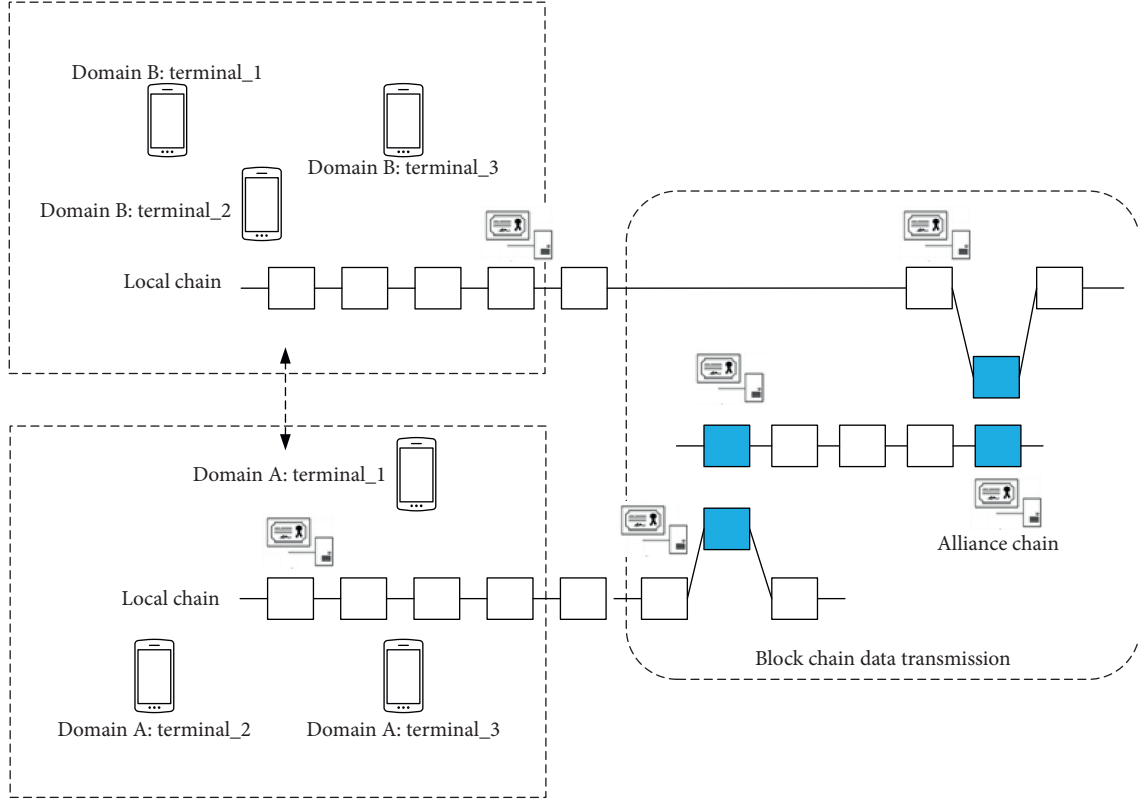 Domain B: terminal_1
Domain B: terminal_3
Domain B: terminal_2
Local chain
Domain A: terminal_1
Alliance chain
Local chain
Block chain data transmission
Domain A: terminal_2
Domain A: terminal_3